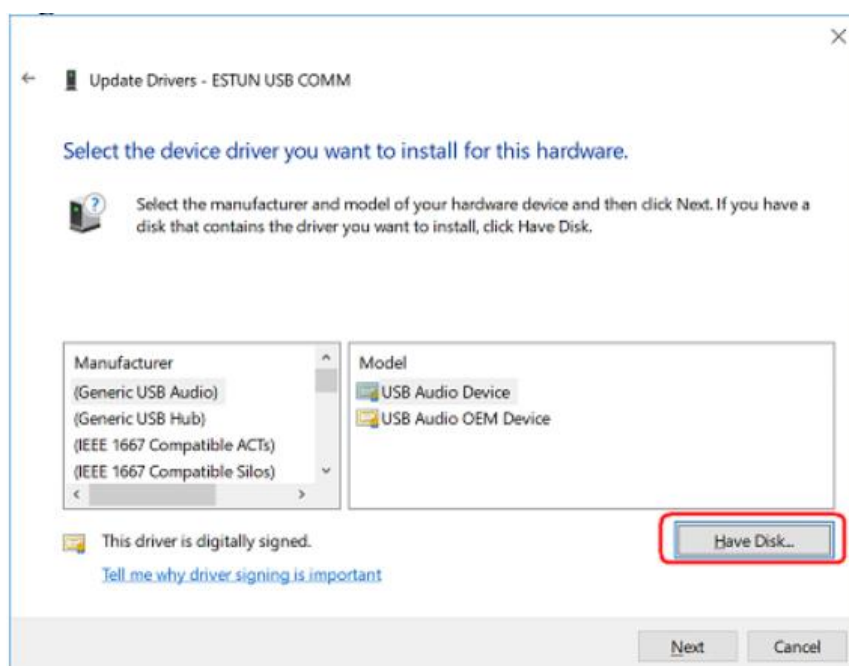 Update Drivers - ESTUN USB COMM
Select the device driver you want to install for this hardware.
Select the manufacturer and model of your hardware device and then click Next. If you have a
disk that contains the driver you want to install, click Have Disk.
Manufacturer
(Generic USB Audio)
(Generic USB Hub)
(IEEE 1667 Compatible ACTs)
(IEEE 1667 Compatible Silos)
Model
USB Audio Device
USB Audio OEM Device
This driver is digitally signed.
Have Disk...
Tell me why driver signing is important
Next
Cancel